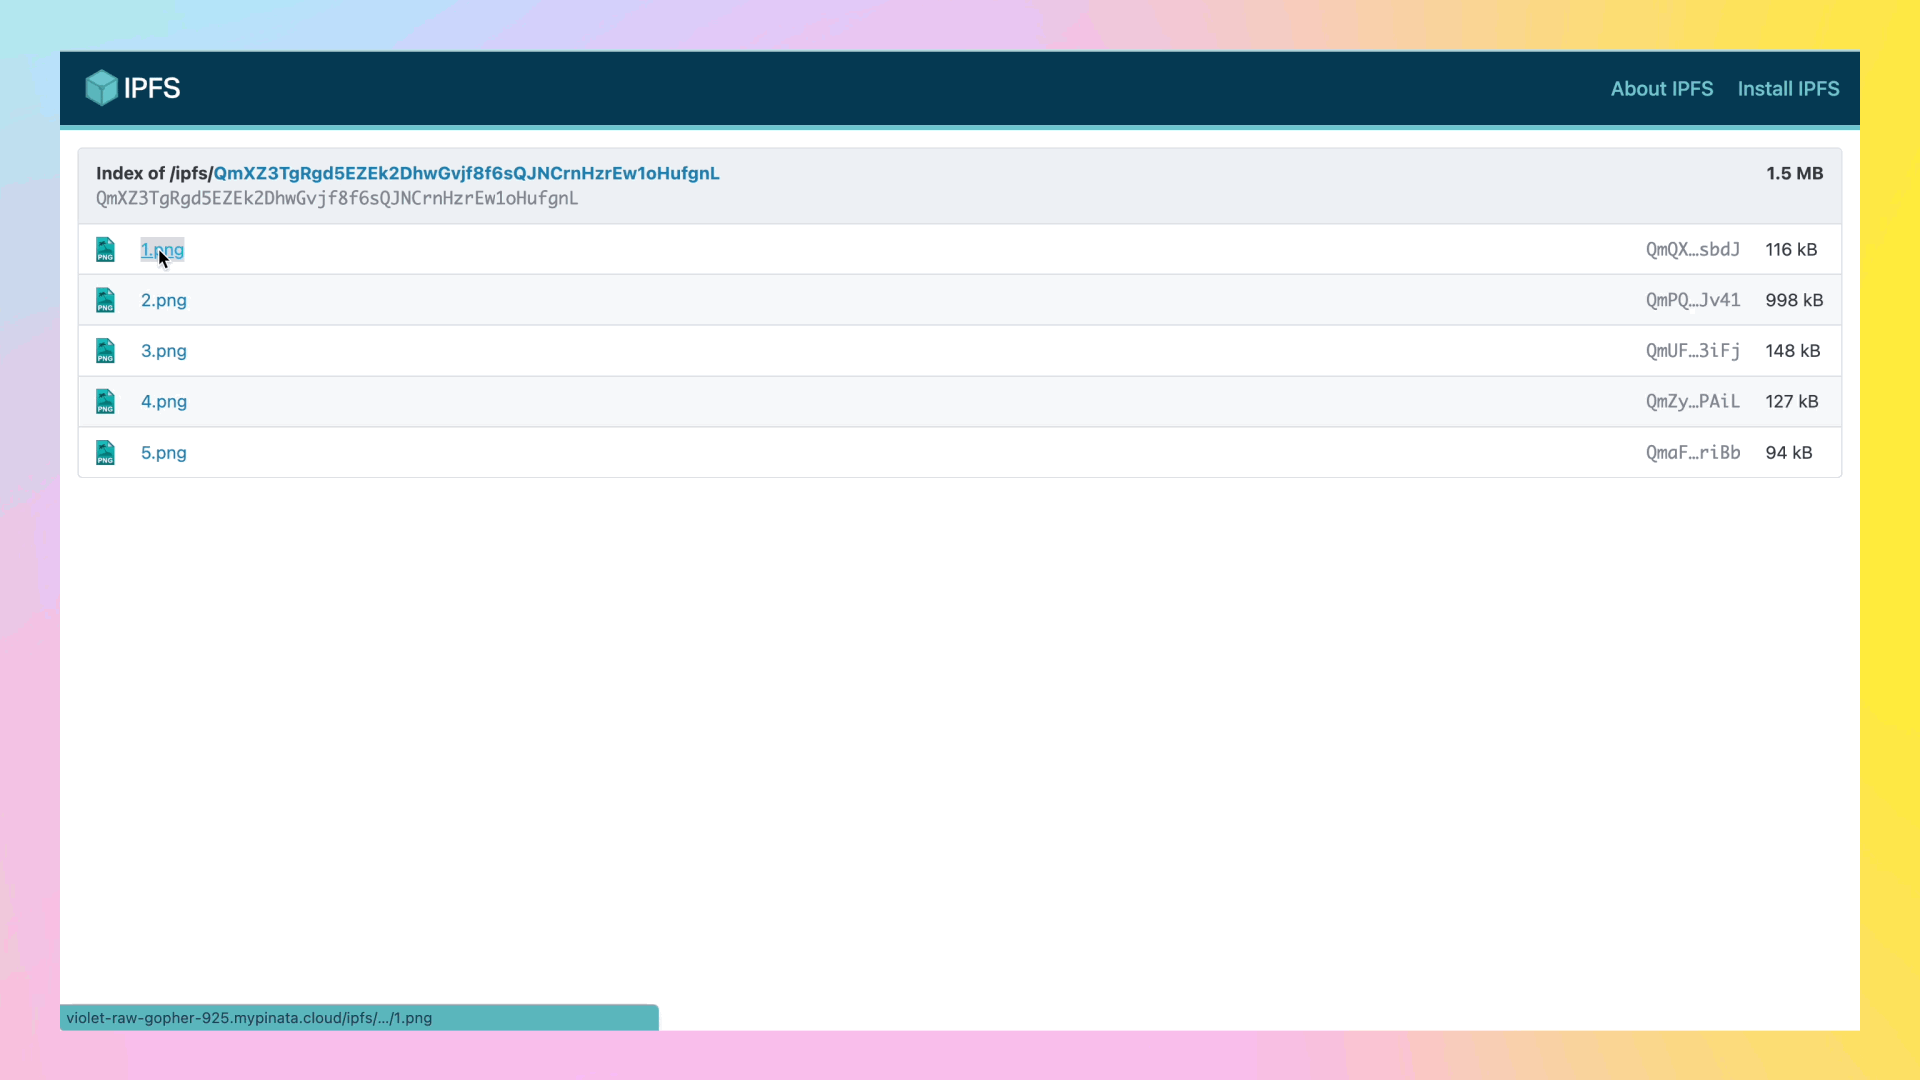 IPFS
About IPFS Install IPFS
Index of /ipfs/QmXZ3TgRgd5EZEk2DhwGvjf8f6sQJNCrnHzrEw1oHufgnL 1.5 MB
QmXZ3TgRgd5EZEk2DhwGvjf8f6sQJNCrnHzrEw1oHufgnL
PNG 1.png QmQX…sbdJ 116 kB
PNG 2.png QmPQ…Jv41 998 kB
PNG 3.png QmUF…3iFj 148 kB
PNG 4.png QmZy…PAiL 127 kB
PNG 5.png QmaF…riBb 94 kB
violet-raw-gopher-925.mypinata.cloud/ipfs/…/1.png